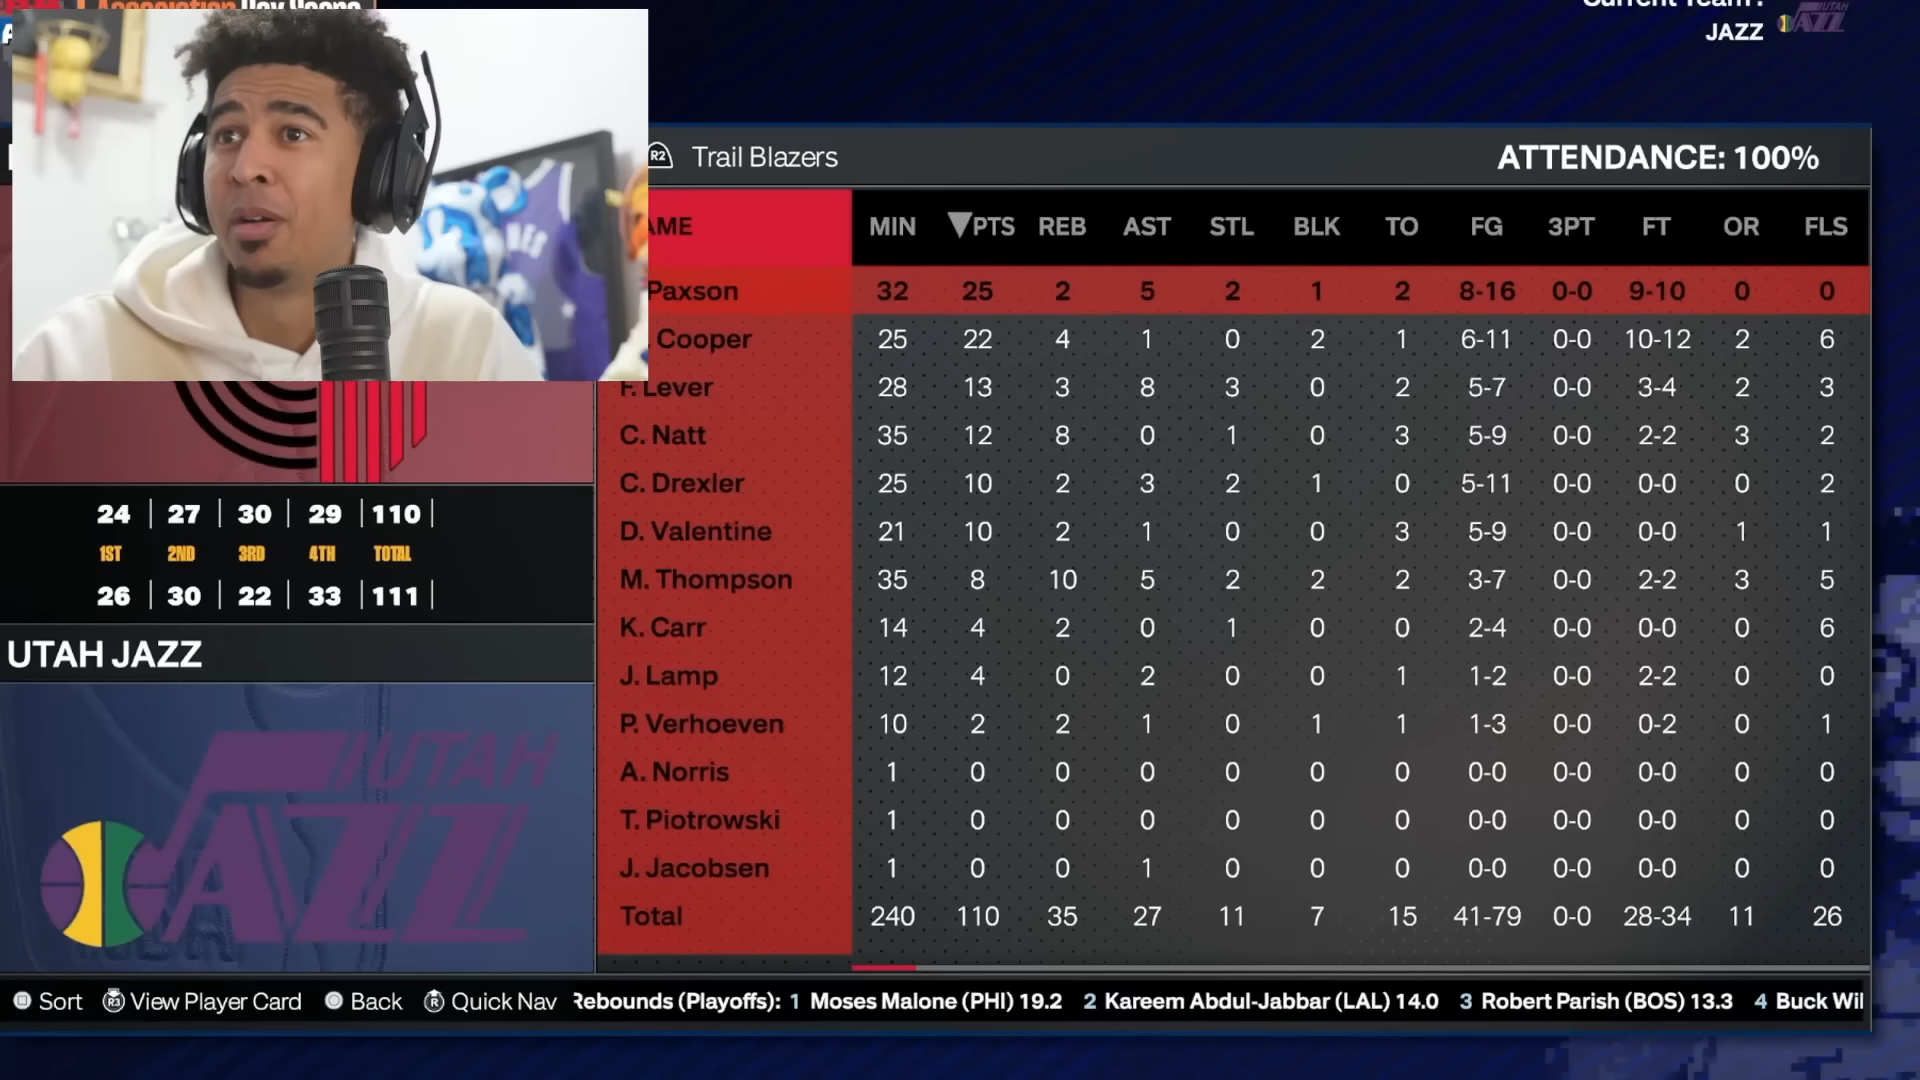 Association
Current Team :
JAZZ
UTAH
JAZZ
R2 Trail Blazers ATTENDANCE: 100%
MIN PTS REB AST STL BLK TO FG 3PT FT OR FLS
Paxson 32 25 2 5 2 1 2 8-16 0-0 9-10 0 0
Cooper 25 22 4 1 0 2 1 6-11 0-0 10-12 2 6
F. Lever 28 13 3 8 3 0 2 5-7 0-0 3-4 2 3
C. Natt 35 12 8 0 1 0 3 5-9 0-0 2-2 3 2
C. Drexler 25 10 2 3 2 1 0 5-11 0-0 0-0 0 2
D. Valentine 21 10 2 1 0 0 3 5-9 0-0 0-0 1 1
M. Thompson 35 8 10 5 2 2 2 3-7 0-0 2-2 3 5
K. Carr 14 4 2 0 1 0 0 2-4 0-0 0-0 0 6
J. Lamp 12 4 0 2 0 0 1 1-2 0-0 2-2 0 0
P. Verhoeven 10 2 2 1 0 1 1 1-3 0-0 0-2 0 1
A. Norris 1 0 0 0 0 0 0 0-0 0-0 0-0 0 0
T. Piotrowski 1 0 0 0 0 0 0 0-0 0-0 0-0 0 0
J. Jacobsen 1 0 0 1 0 0 0 0-0 0-0 0-0 0 0
Total 240 110 35 27 11 7 15 41-79 0-0 28-34 11 26
24 27 30 29 110
1ST 2ND 3RD 4TH TOTAL
26 30 22 33 111
UTAH JAZZ
UTAH
JAZZ
Sort R3 View Player Card Back R Quick Nav Rebounds (Playoffs): 1 Moses Malone (PHI) 19.2 2 Kareem Abdul-Jabbar (LAL) 14.0 3 Robert Parish (BOS) 13.3 4 Buck Wil